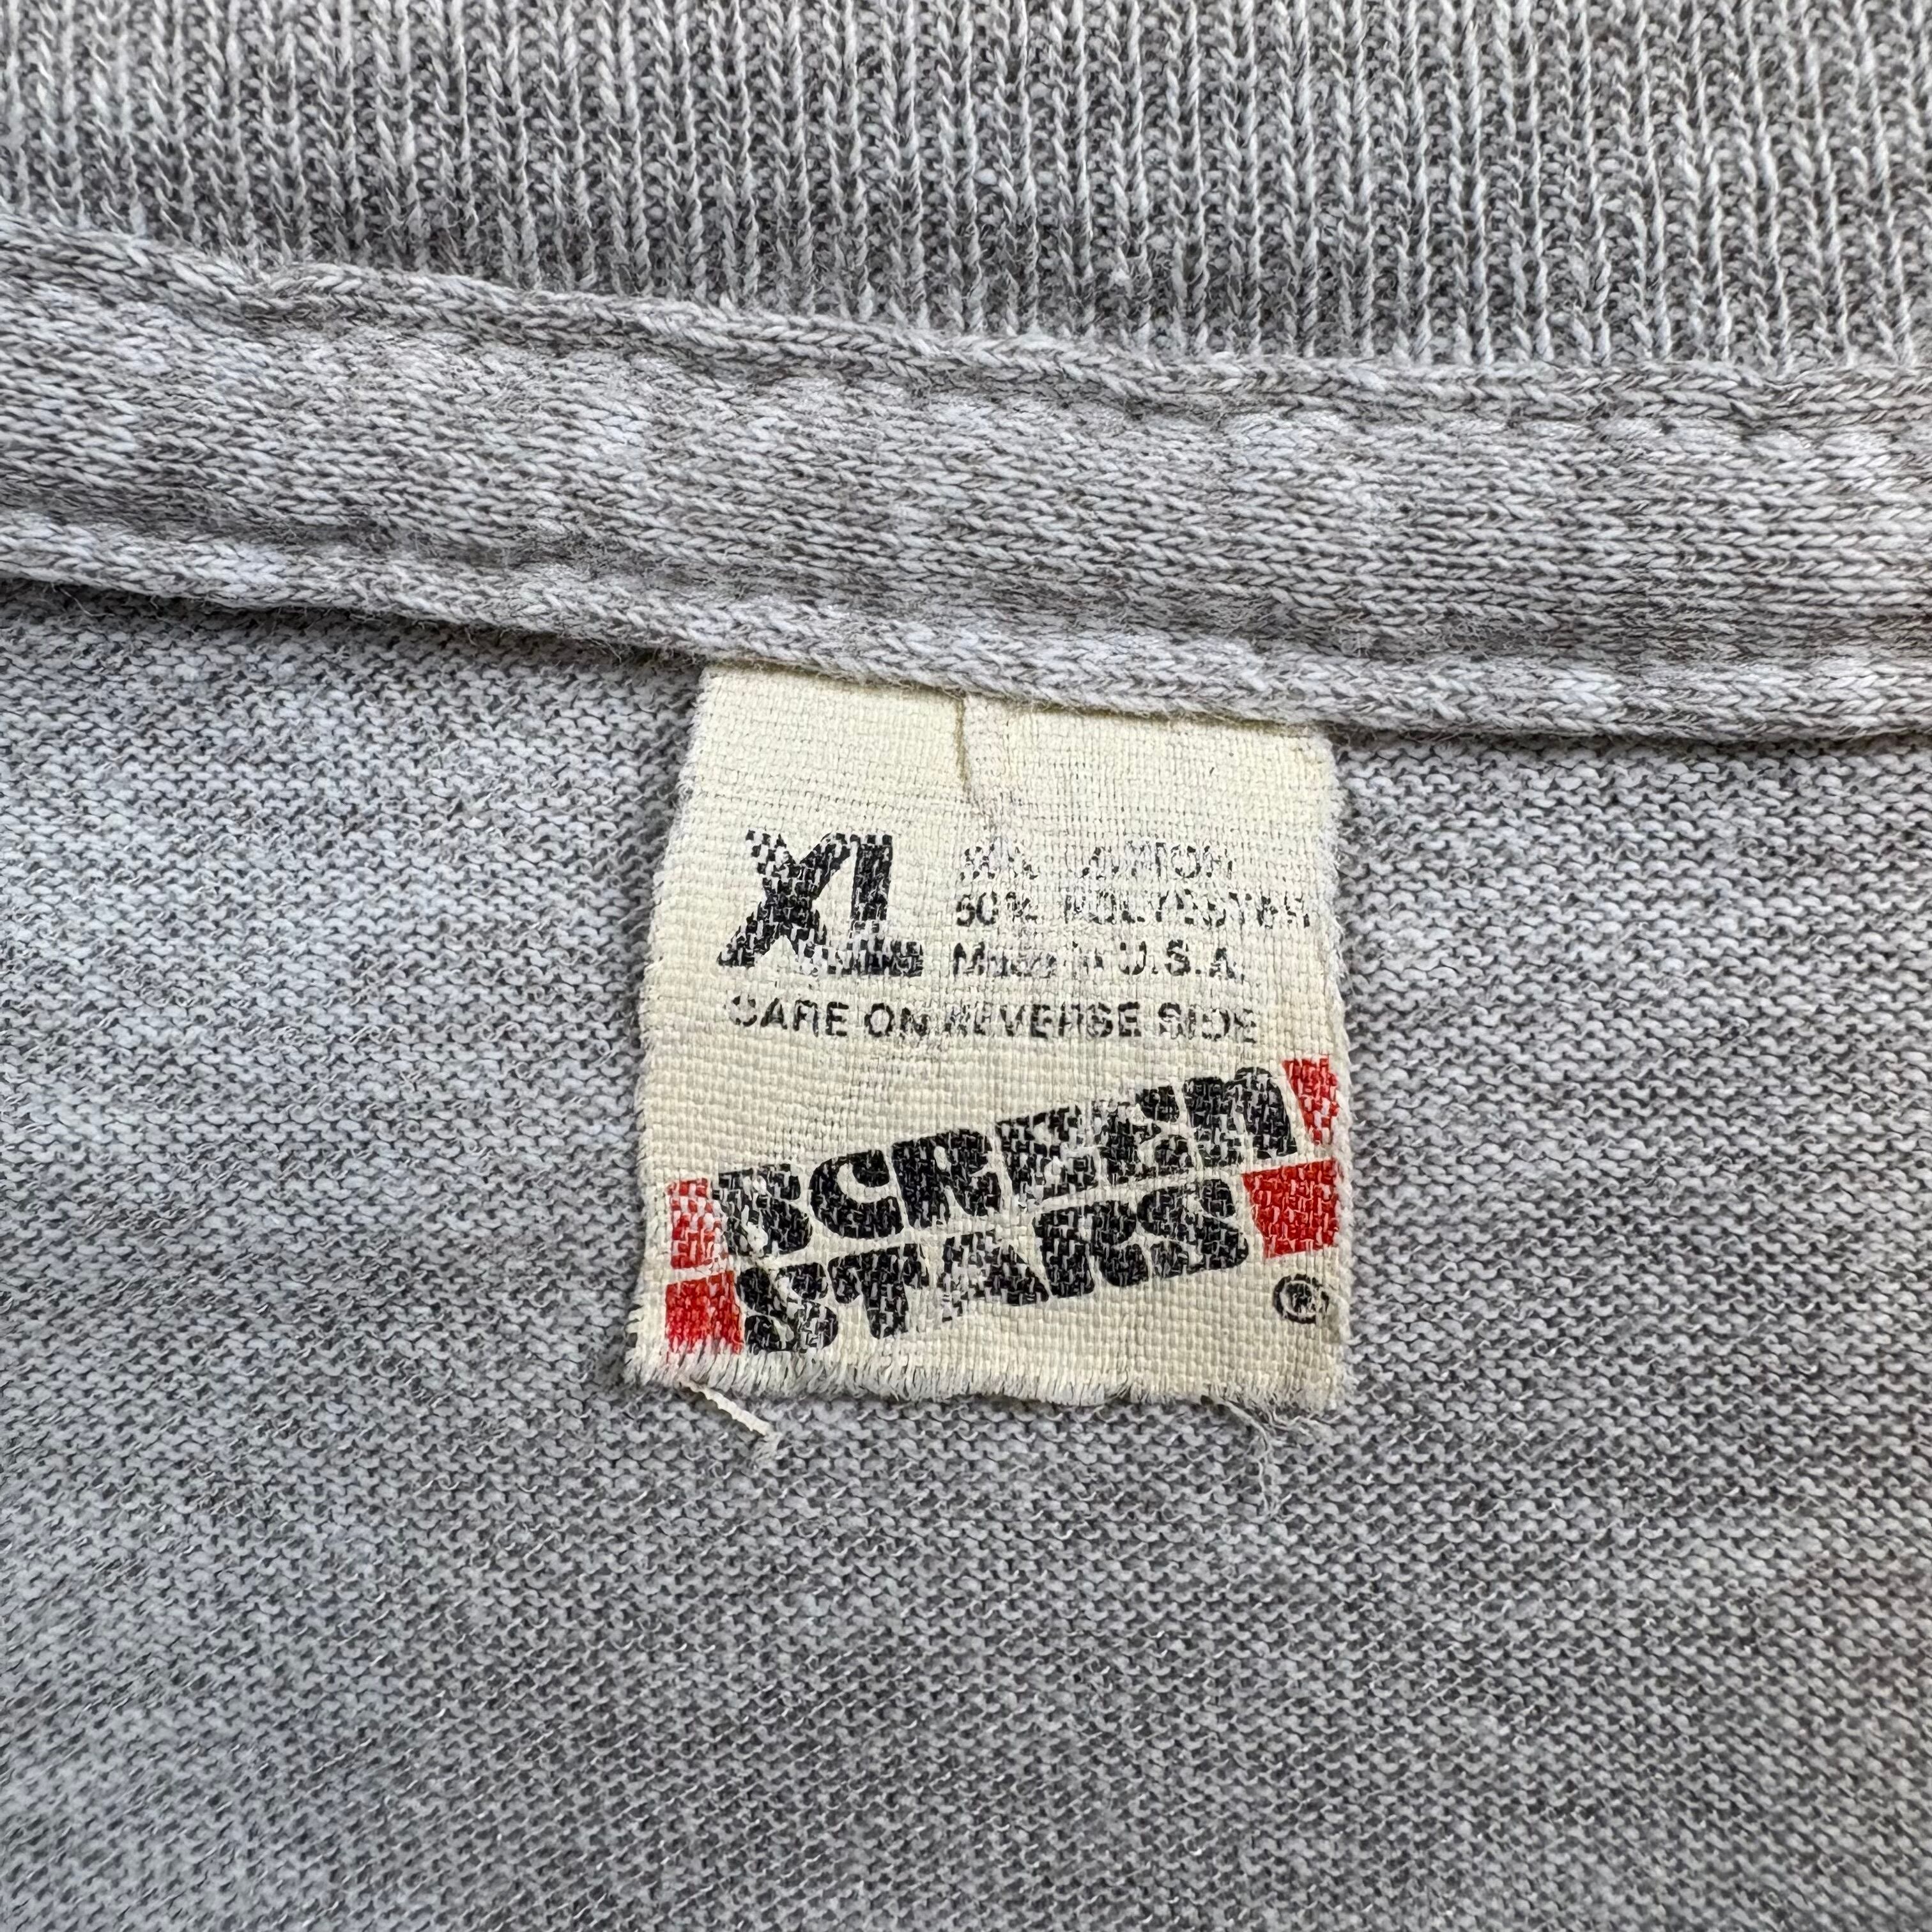 XL
50% COTTON
50% POLYESTER
Made in U.S.A.
CARE ON REVERSE SIDE
SCREEN
STARS
®